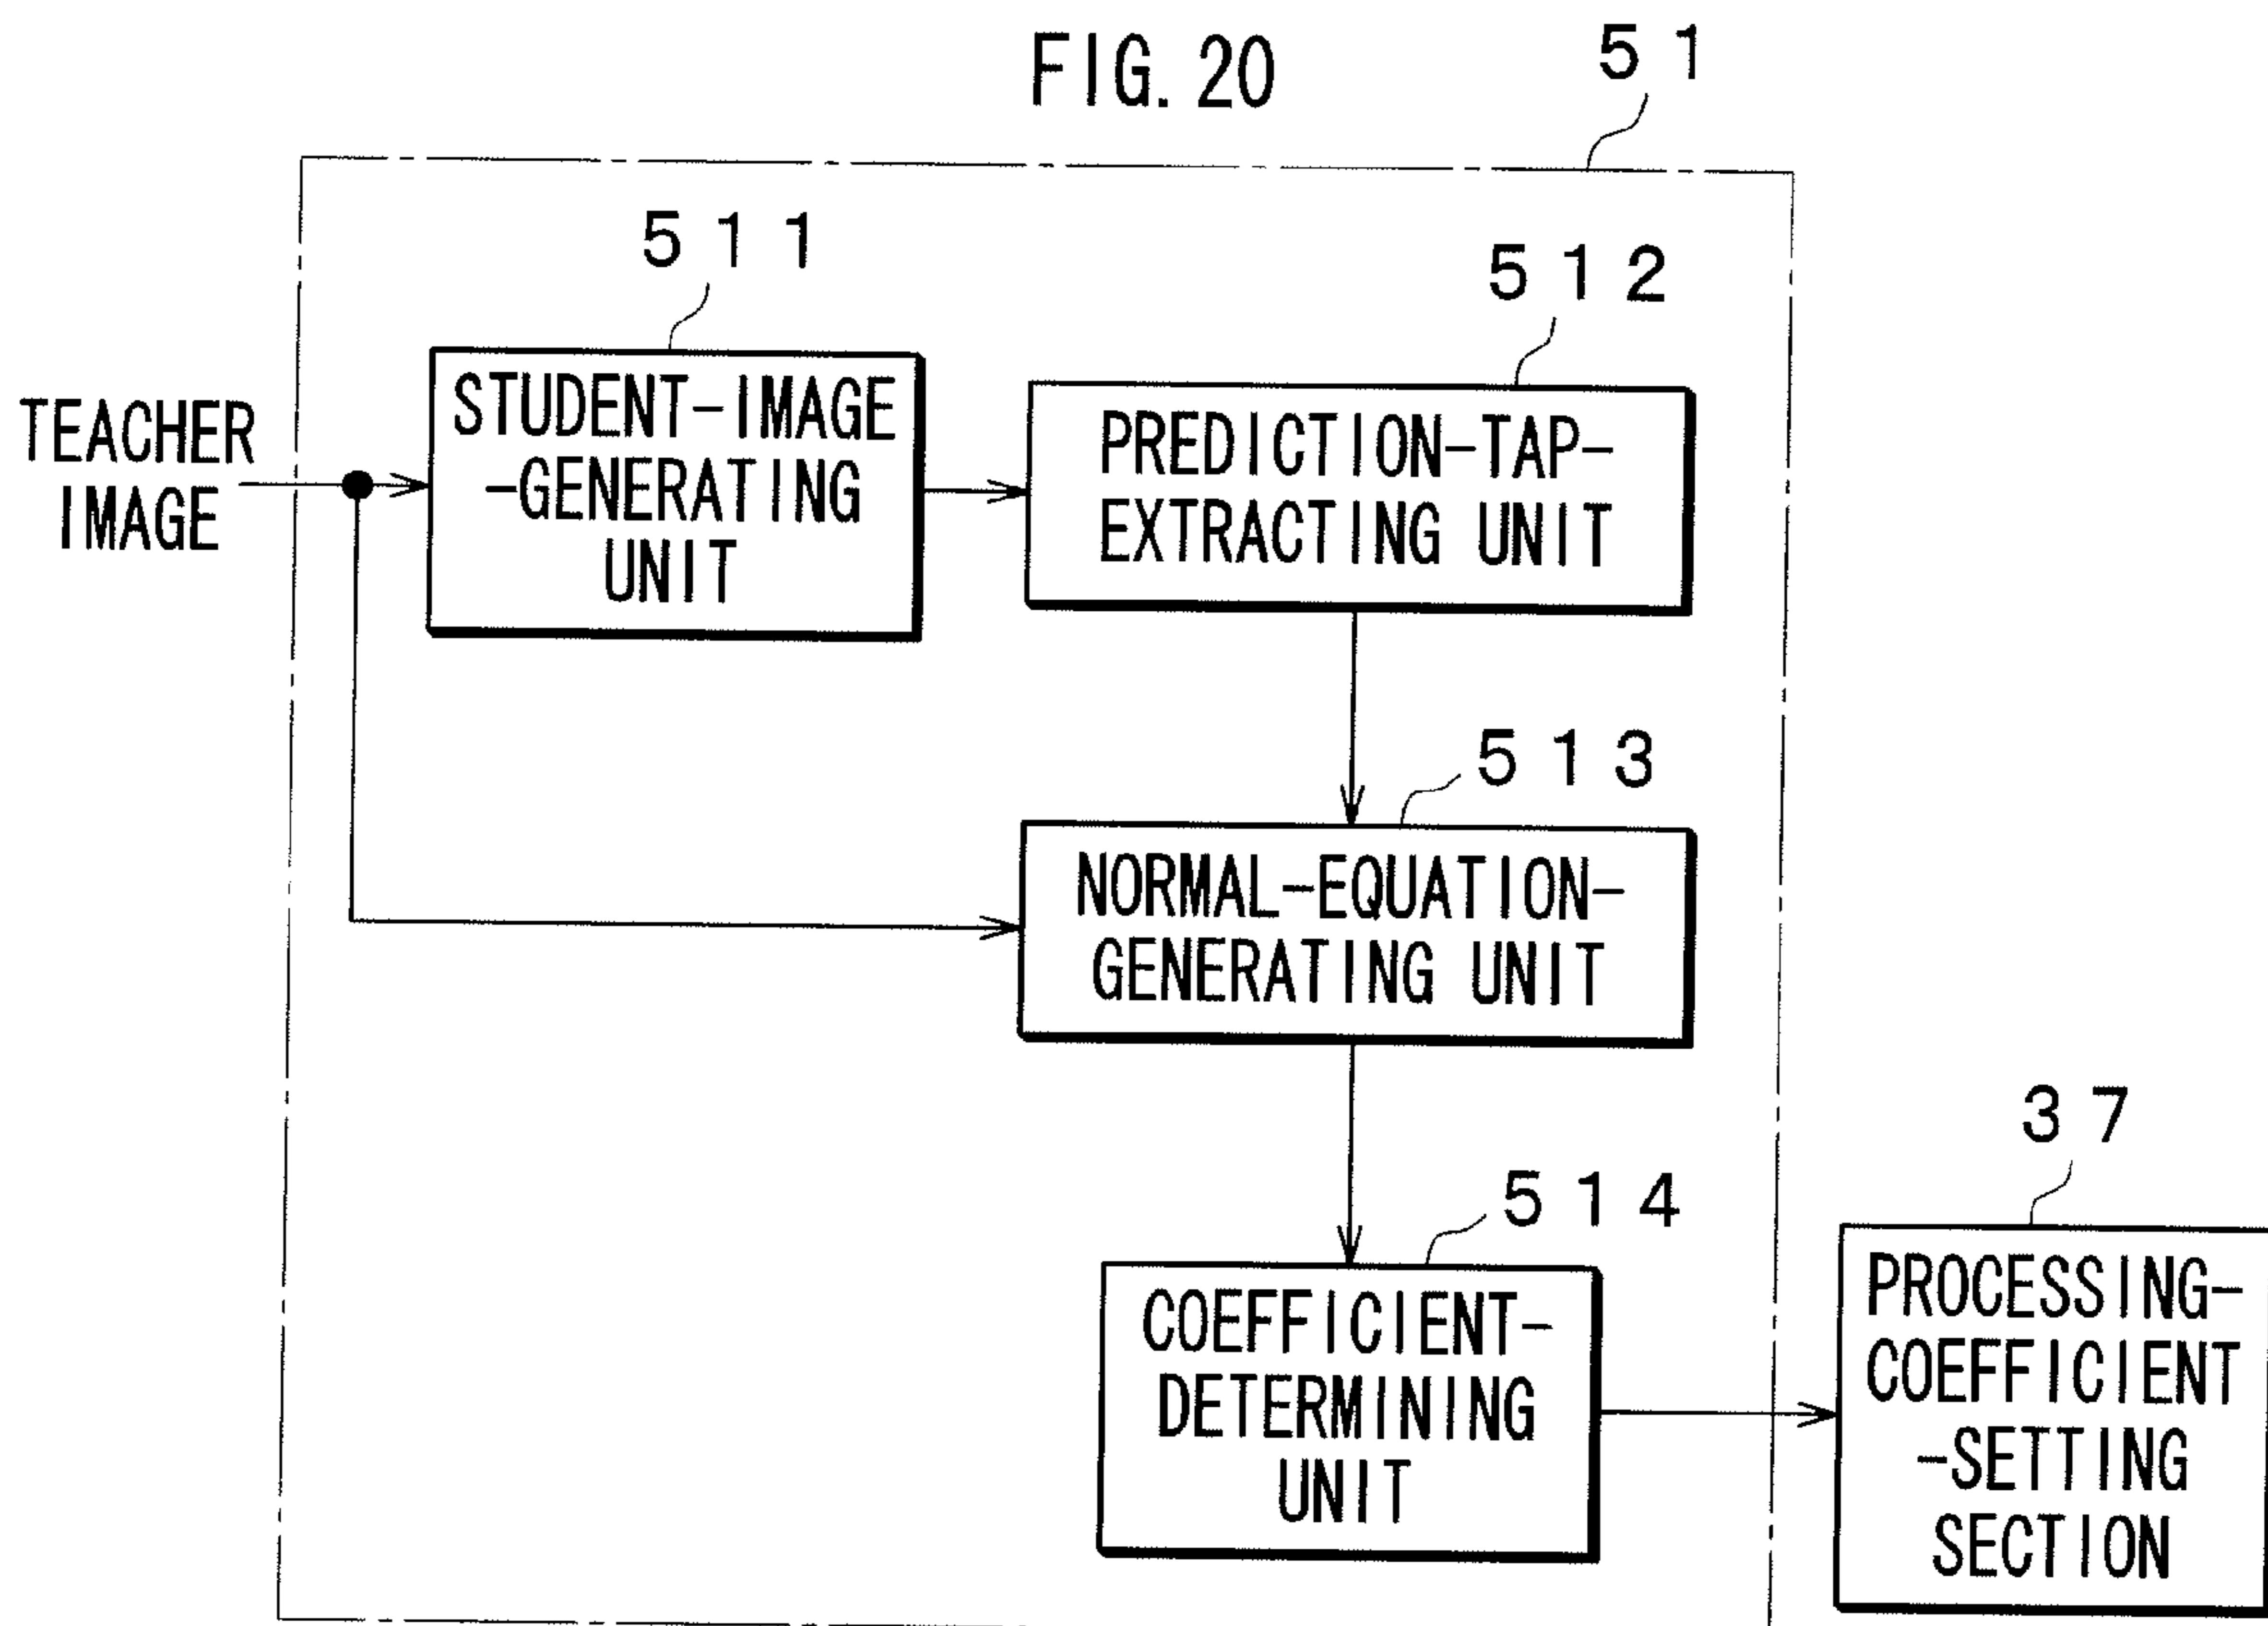 FIG. 20
51
511
512
TEACHER
IMAGE
STUDENT-IMAGE
-GENERATING
UNIT
PREDICTION-TAP-
EXTRACTING UNIT
513
NORMAL-EQUATION-
GENERATING UNIT
514
37
COEFFICIENT-
DETERMINING
UNIT
PROCESSING-
COEFFICIENT
-SETTING
SECTION